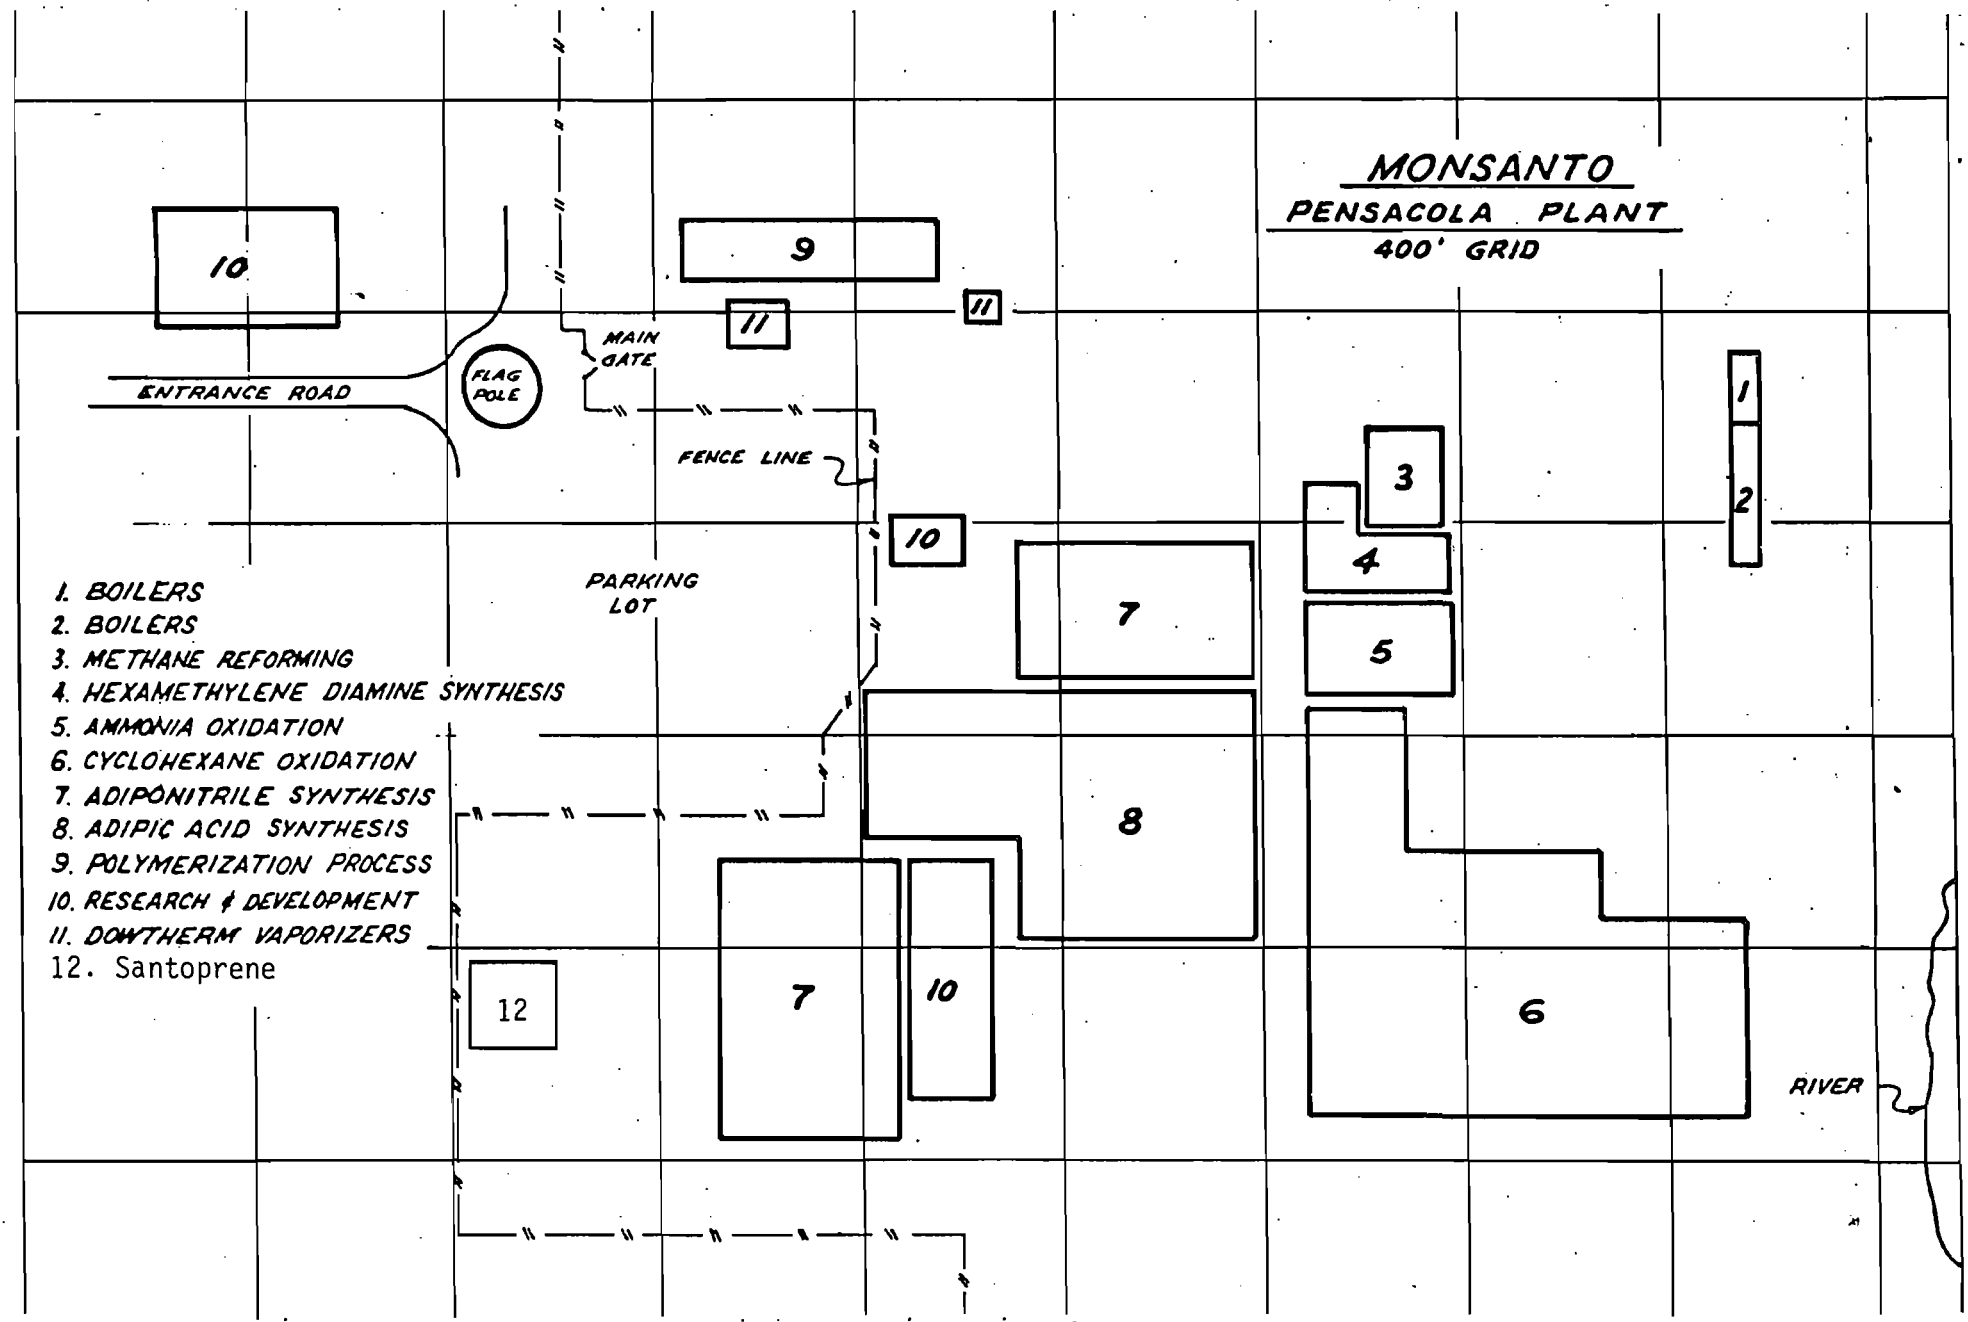 MONSANTO
PENSACOLA PLANT
400' GRID
10
9
11
11
MAIN
GATE
FLAG
POLE
ENTRANCE ROAD
1
FENCE LINE
3
2
10
4
PARKING
LOT
7
5
1. BOILERS
2. BOILERS
3. METHANE REFORMING
4. HEXAMETHYLENE DIAMINE SYNTHESIS
5. AMMONIA OXIDATION
6. CYCLOHEXANE OXIDATION
7. ADIPONITRILE SYNTHESIS
8. ADIPIC ACID SYNTHESIS
9. POLYMERIZATION PROCESS
10. RESEARCH & DEVELOPMENT
11. DOWTHERM VAPORIZERS
12. Santoprene
8
12
7
10
6
RIVER